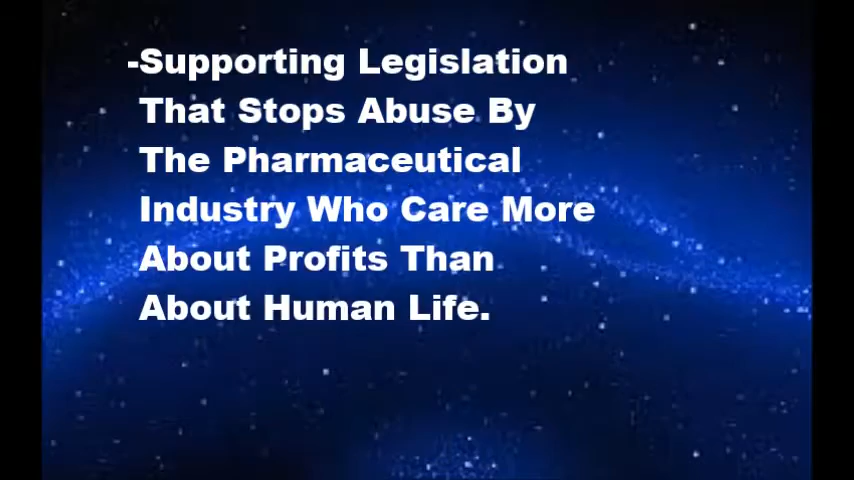 -Supporting Legislation
That Stops Abuse By
The Pharmaceutical
Industry Who Care More
About Profits Than
About Human Life.